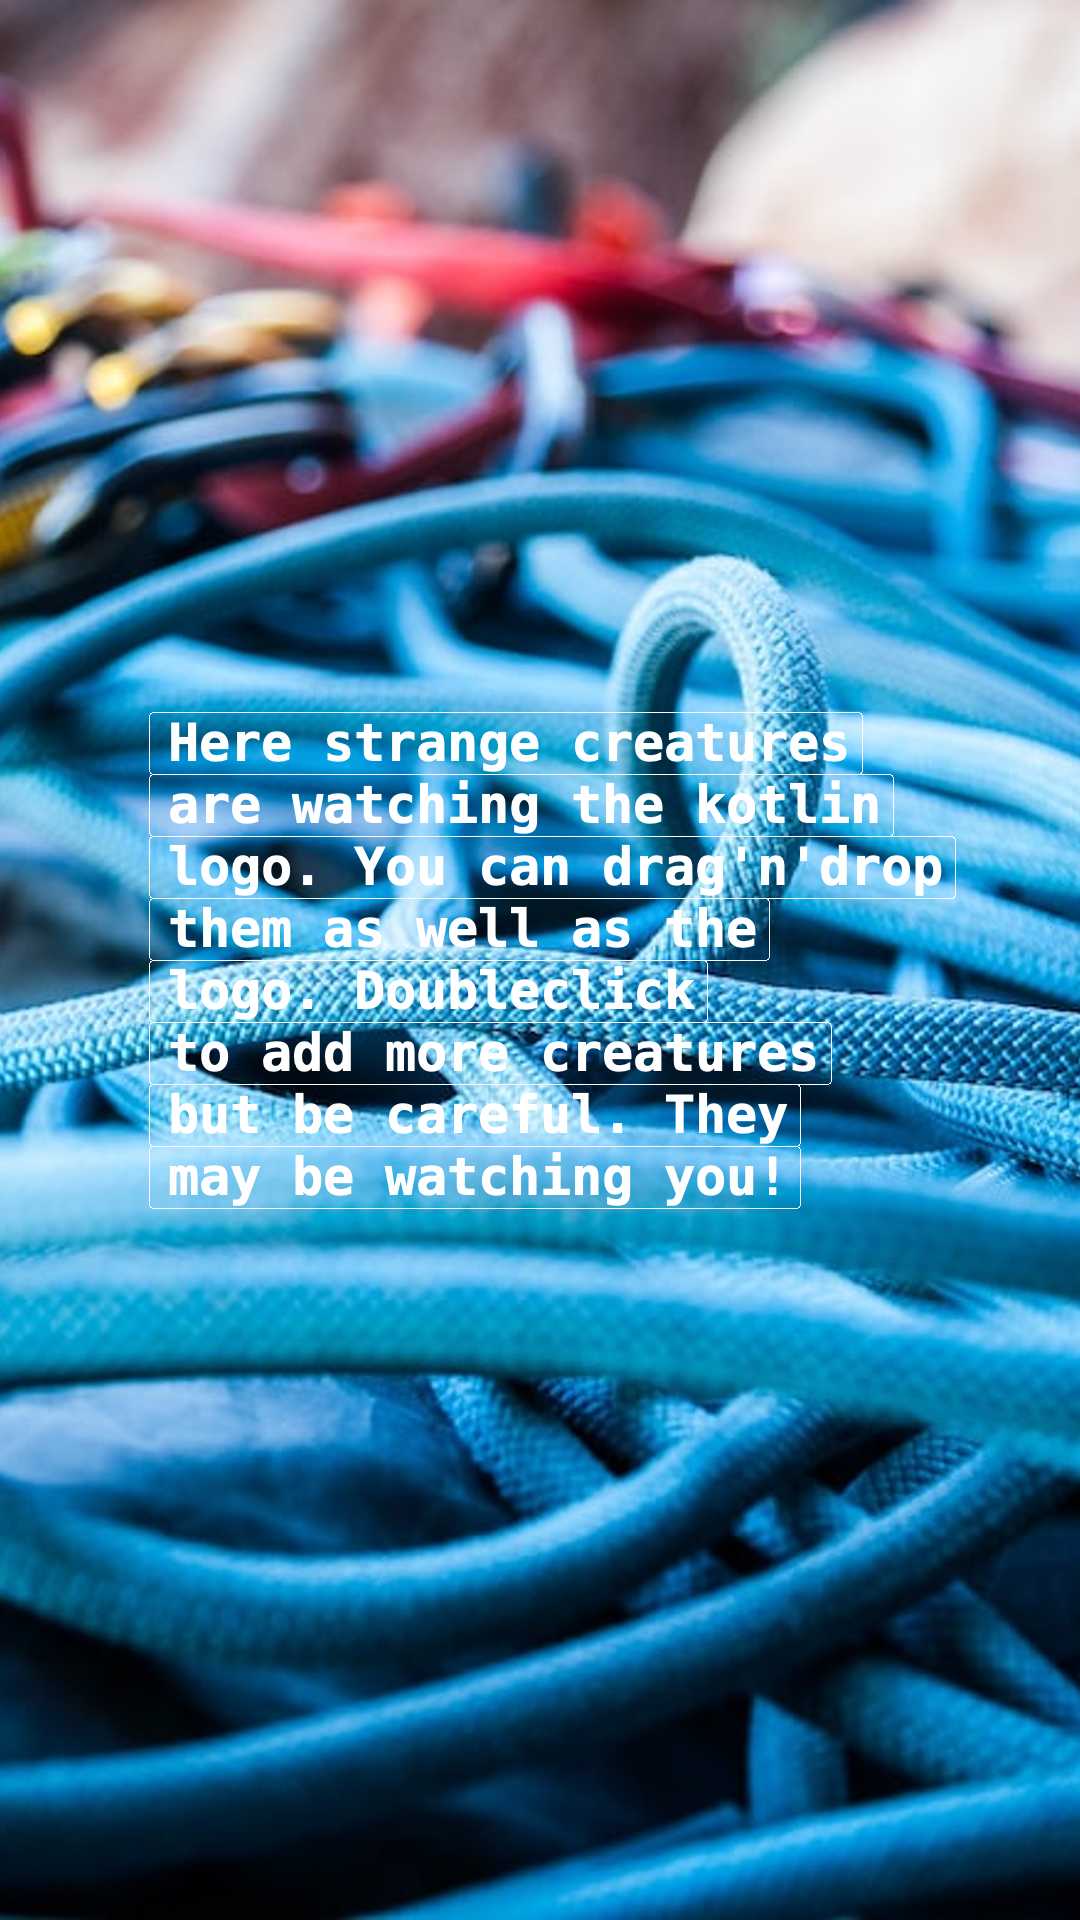 Here strange creatures
are watching the kotlin
logo. You can drag'n'drop
them as well as the
logo. Doubleclick
to add more creatures
but be careful. They
may be watching you!